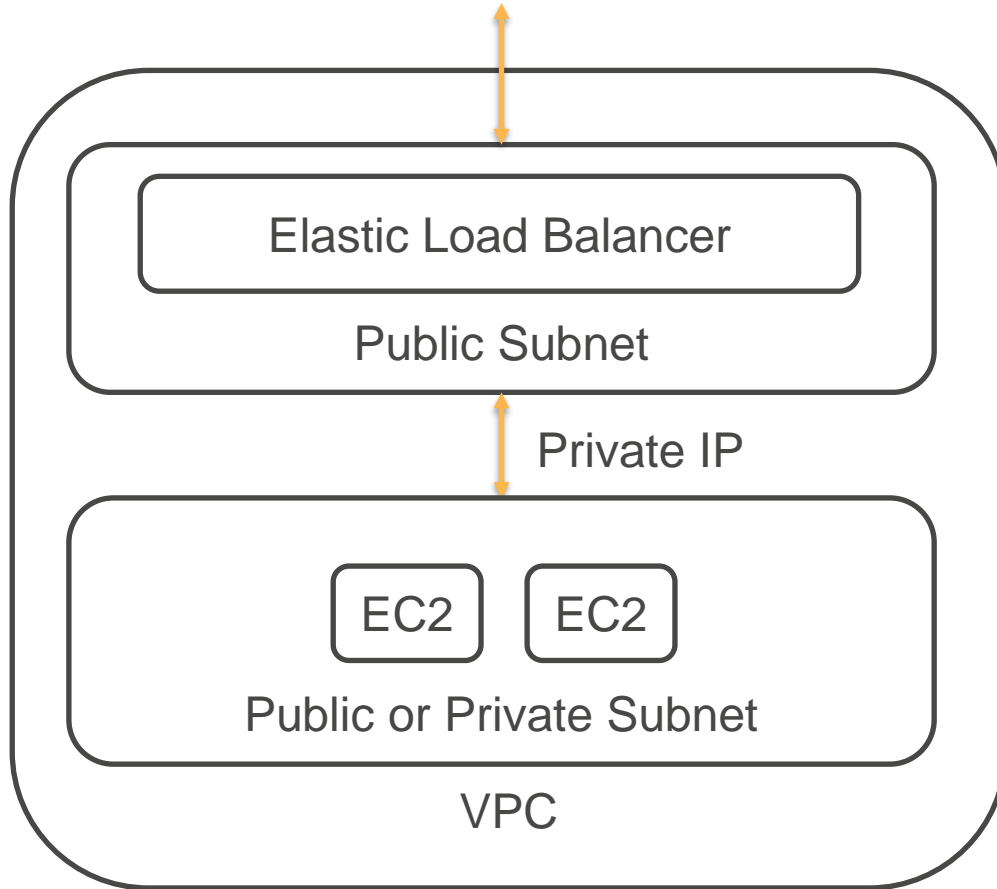 Elastic Load Balancer
Public Subnet
Private IP
EC2 EC2
Public or Private Subnet
VPC